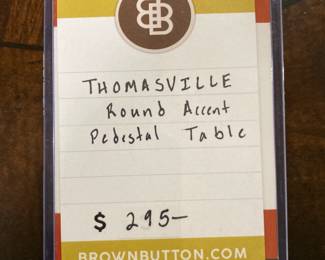 THOMASVILLE
Round Accent
Pedestal Table
$ 295—
BROWNBUTTON.COM